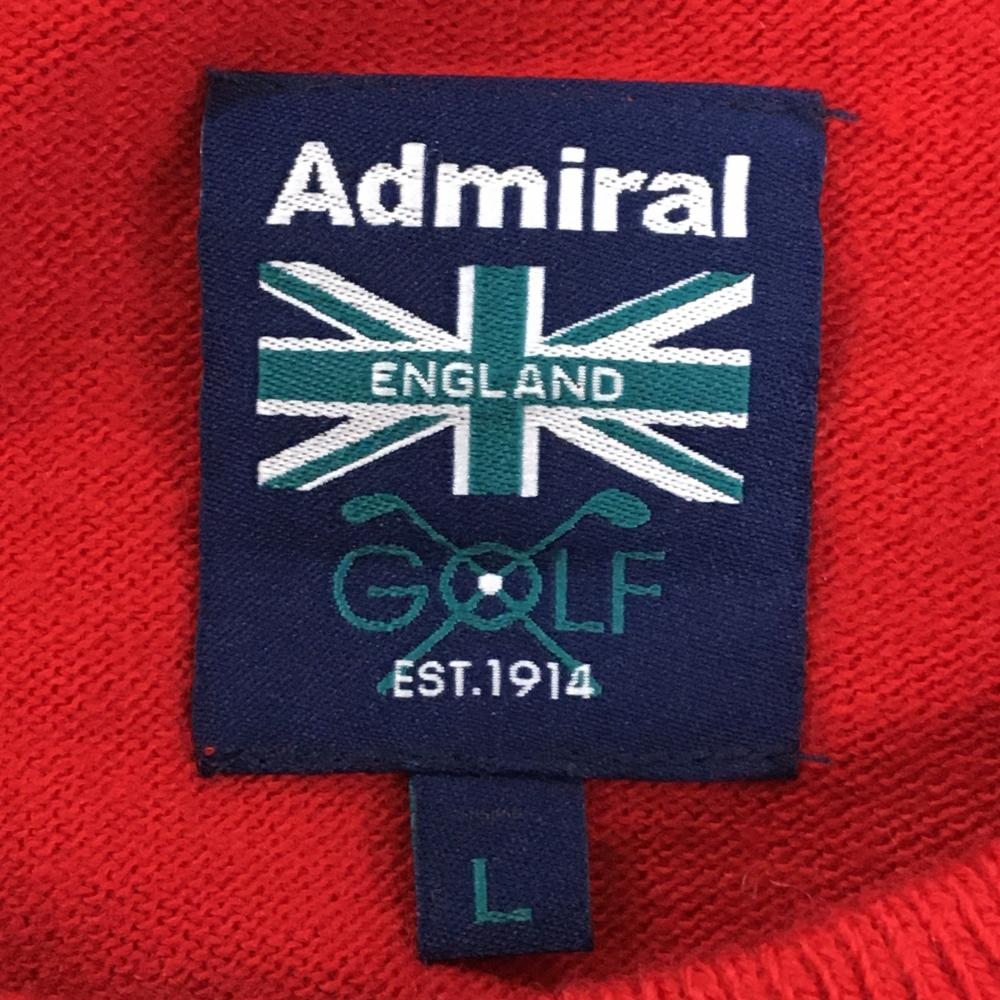 Admiral
ENGLAND
GOLF
EST.1914
L